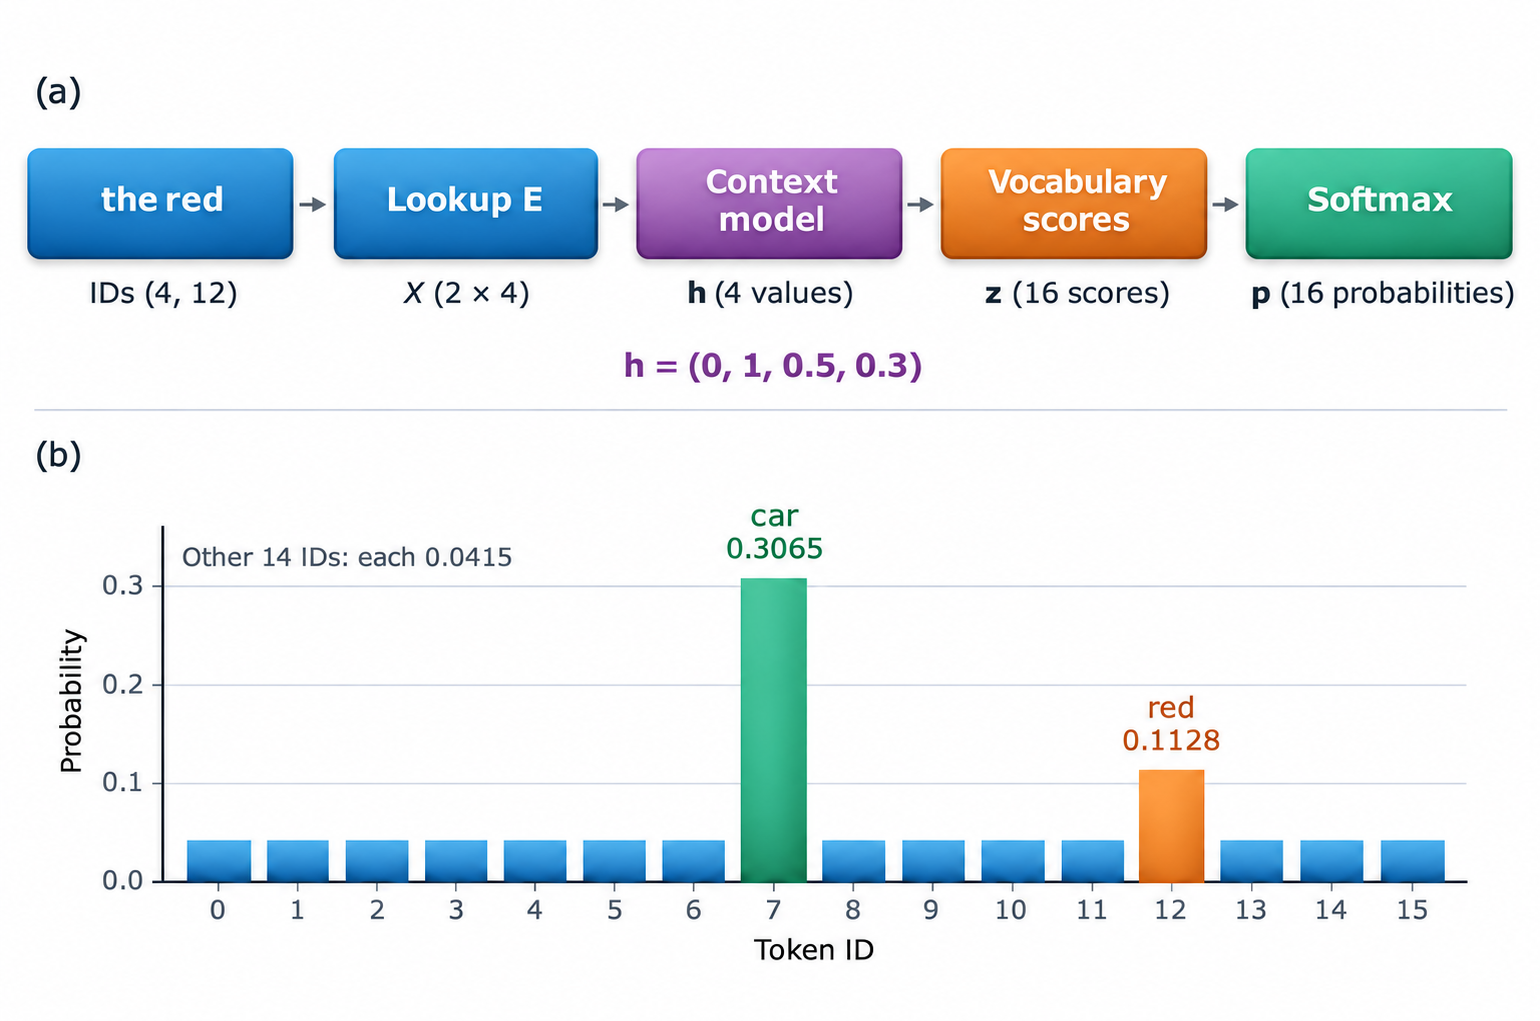 (a)
the red
Lookup E
Context
model
Vocabulary
scores
Softmax
IDs (4, 12)
X (2 × 4)
h (4 values)
z (16 scores)
p (16 probabilities)
h = (0, 1, 0.5, 0.3)
(b)
car
0.3065
Other 14 IDs: each 0.0415
0.3
0.2
0.1
0.0
Probability
red
0.1128
0 1 2 3 4 5 6 7 8 9 10 11 12 13 14 15
Token ID